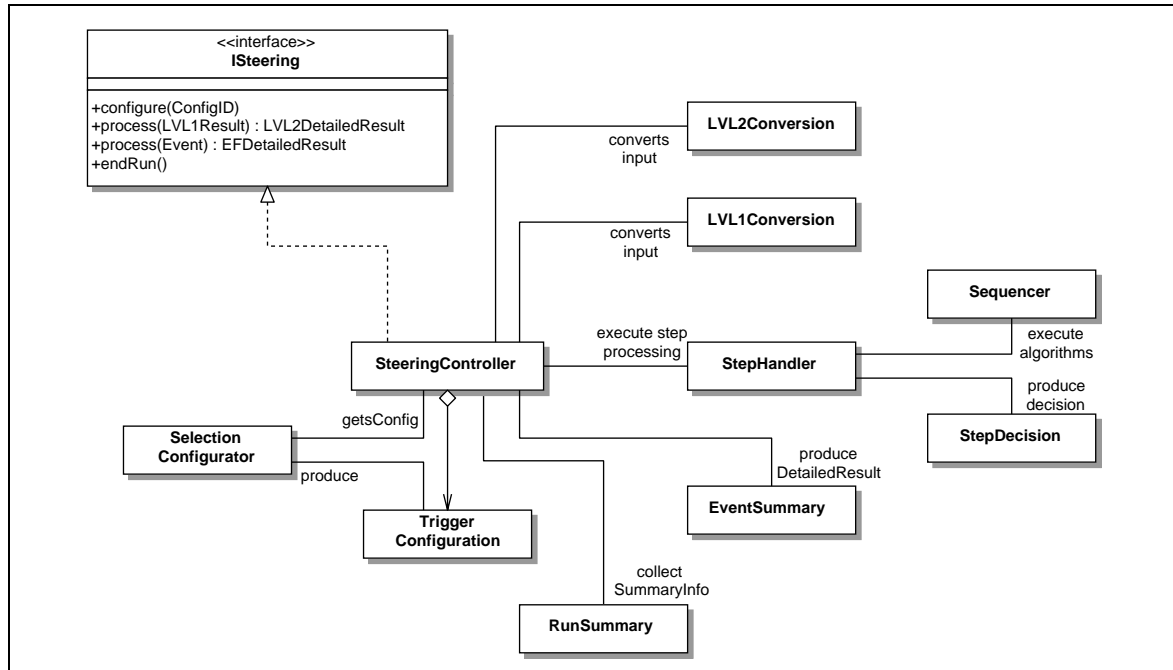 <<interface>>
ISteering
+configure(ConfigID)
+process(LVL1Result) : LVL2DetailedResult
+process(Event) : EFDetailedResult
+endRun()
LVL2Conversion
converts
input
LVL1Conversion
converts
input
Sequencer
execute
algorithms
execute step
processing
SteeringController
StepHandler
produce
decision
StepDecision
getsConfig
Selection
Configurator
produce
Trigger
Configuration
produce
DetailedResult
EventSummary
collect
SummaryInfo
RunSummary